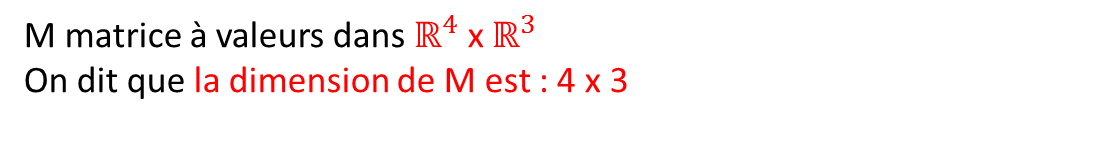 M matrice à valeurs dans ℝ⁴ x ℝ³
On dit que la dimension de M est : 4 x 3